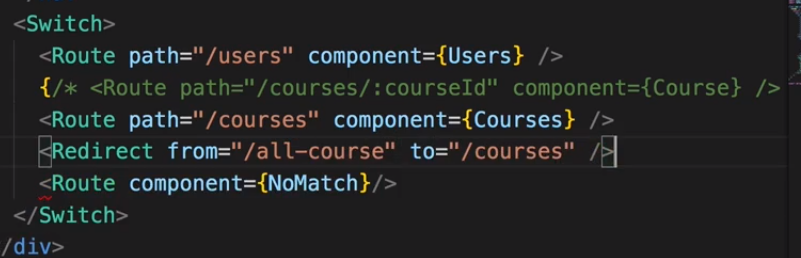 <Switch>
<Route path="/users" component={Users} />
{/* <Route path="/courses/:courseId" component={Course} />
<Route path="/courses" component={Courses} />
<Redirect from="/all-course" to="/courses" />
<Route component={NoMatch}/>
</Switch>
/div>